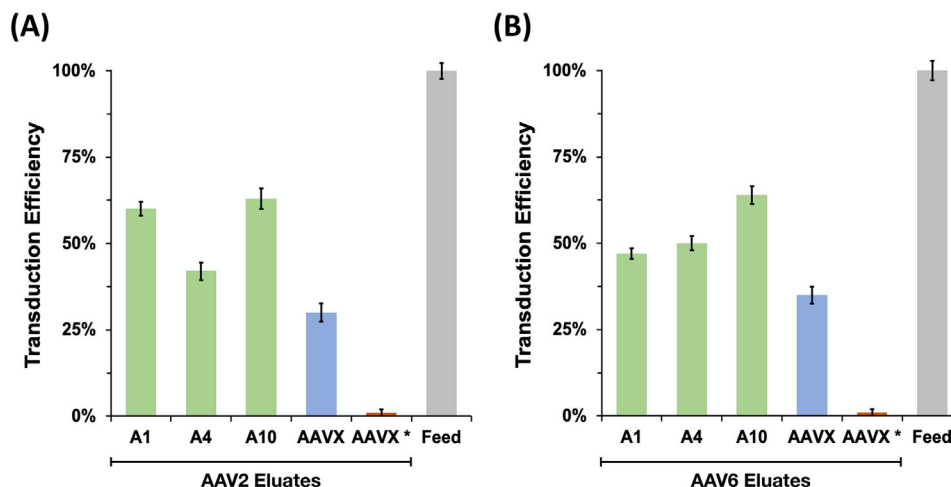 (A)
Transduction Efficiency
100%
75%
50%
25%
0%
A1 A4 A10 AAVX AAVX * Feed
AAV2 Eluates
(B)
Transduction Efficiency
100%
75%
50%
25%
0%
A1 A4 A10 AAVX AAVX * Feed
AAV6 Eluates